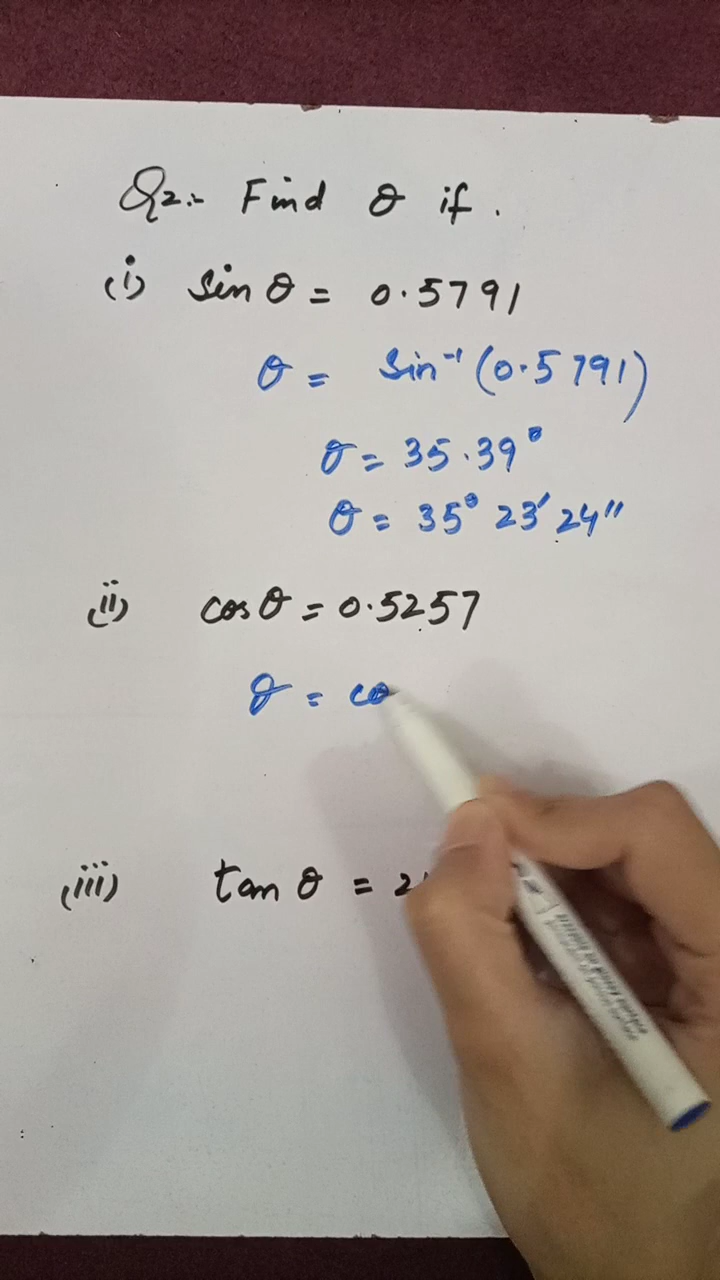 Q2:- Find θ if.
(i) sin θ = 0.5791
θ = sin⁻¹ (0.5791)
θ = 35.39°
θ = 35° 23′ 24″
(ii) cos θ = 0.5257
θ = co
(iii) tan θ = 2